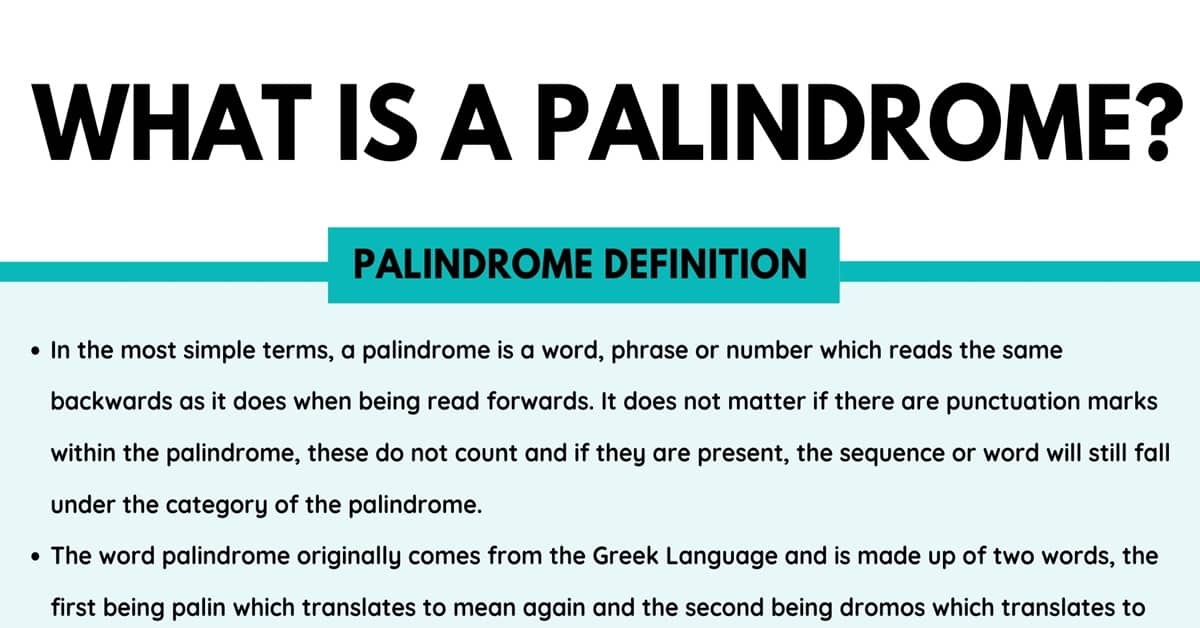 WHAT IS A PALINDROME?
PALINDROME DEFINITION
• In the most simple terms, a palindrome is a word, phrase or number which reads the same
backwards as it does when being read forwards. It does not matter if there are punctuation marks
within the palindrome, these do not count and if they are present, the sequence or word will still fall
under the category of the palindrome.
• The word palindrome originally comes from the Greek Language and is made up of two words, the
first being palin which translates to mean again and the second being dromos which translates to